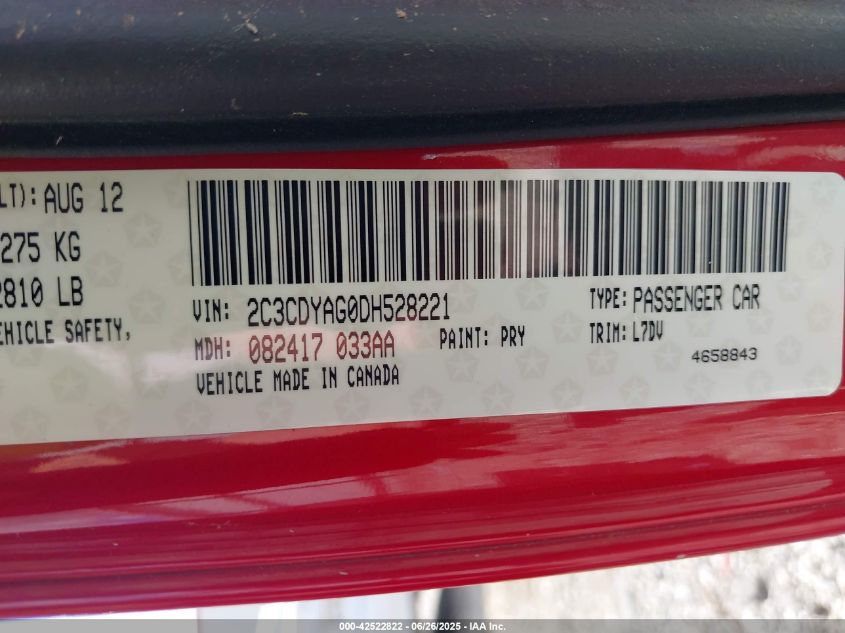 LT): AUG 12
275 KG
2810 LB
EHICLE SAFETY,
VIN: 2C3CDYAG0DH528221
TYPE: PASSENGER CAR
MDH: 082417 033AA
PAINT: PRY
TRIM: L7DV
VEHICLE MADE IN CANADA
4658843
000-42522822 - 06/26/2025 - IAA Inc.